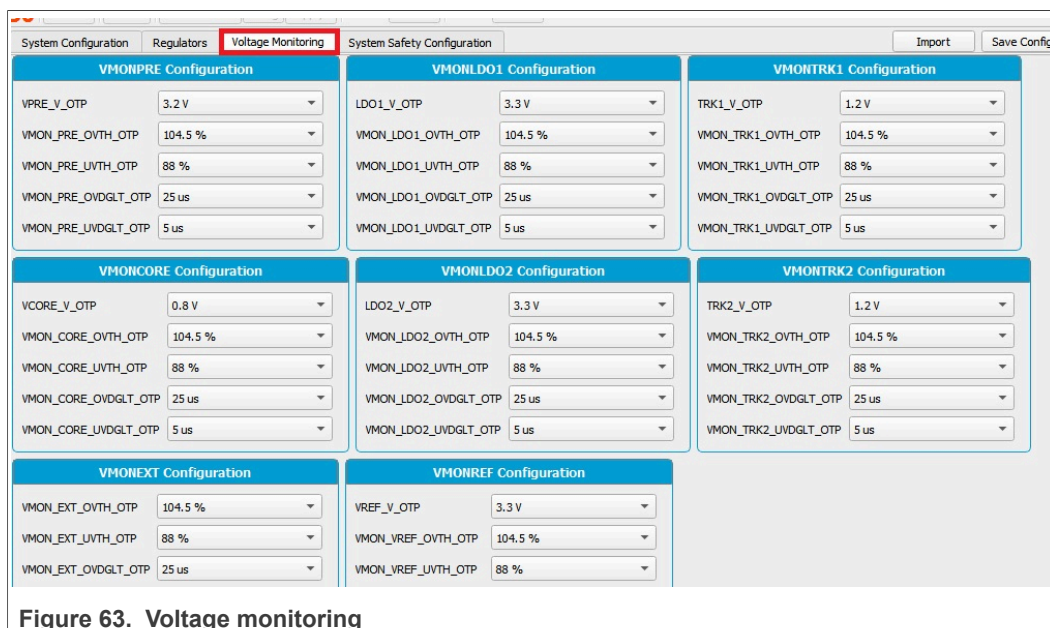 System Configuration Regulators Voltage Monitoring System Safety Configuration Import Save Config
VMONPRE Configuration
VPRE_V_OTP 3.2 V
VMON_PRE_OVTH_OTP 104.5 %
VMON_PRE_UVTH_OTP 88 %
VMON_PRE_OVDGLT_OTP 25 us
VMON_PRE_UVDGLT_OTP 5 us
VMONLDO1 Configuration
LDO1_V_OTP 3.3 V
VMON_LDO1_OVTH_OTP 104.5 %
VMON_LDO1_UVTH_OTP 88 %
VMON_LDO1_OVDGLT_OTP 25 us
VMON_LDO1_UVDGLT_OTP 5 us
VMONTRK1 Configuration
TRK1_V_OTP 1.2 V
VMON_TRK1_OVTH_OTP 104.5 %
VMON_TRK1_UVTH_OTP 88 %
VMON_TRK1_OVDGLT_OTP 25 us
VMON_TRK1_UVDGLT_OTP 5 us
VMONCORE Configuration
VCORE_V_OTP 0.8 V
VMON_CORE_OVTH_OTP 104.5 %
VMON_CORE_UVTH_OTP 88 %
VMON_CORE_OVDGLT_OTP 25 us
VMON_CORE_UVDGLT_OTP 5 us
VMONLDO2 Configuration
LDO2_V_OTP 3.3 V
VMON_LDO2_OVTH_OTP 104.5 %
VMON_LDO2_UVTH_OTP 88 %
VMON_LDO2_OVDGLT_OTP 25 us
VMON_LDO2_UVDGLT_OTP 5 us
VMONTRK2 Configuration
TRK2_V_OTP 1.2 V
VMON_TRK2_OVTH_OTP 104.5 %
VMON_TRK2_UVTH_OTP 88 %
VMON_TRK2_OVDGLT_OTP 25 us
VMON_TRK2_UVDGLT_OTP 5 us
VMONEXT Configuration
VMON_EXT_OVTH_OTP 104.5 %
VMON_EXT_UVTH_OTP 88 %
VMON_EXT_OVDGLT_OTP 25 us
VMONREF Configuration
VREF_V_OTP 3.3 V
VMON_VREF_OVTH_OTP 104.5 %
VMON_VREF_UVTH_OTP 88 %
Figure 63. Voltage monitoring